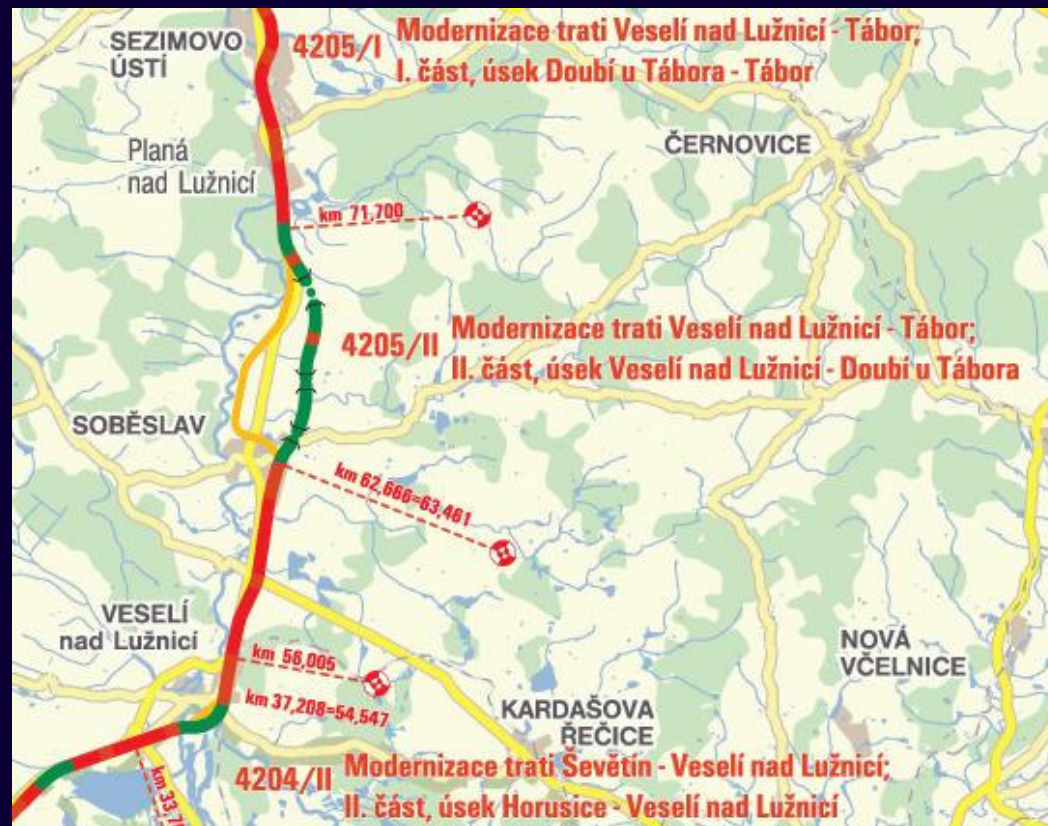 SEZIMOVO
ÚSTÍ
4205/I
Modernizace trati Veselí nad Lužnicí - Tábor;
I. část, úsek Doubí u Tábora - Tábor
ČERNOVICE
Planá
nad Lužnicí
km 71,700
4205/II
Modernizace trati Veselí nad Lužnicí - Tábor;
II. část, úsek Veselí nad Lužnicí - Doubí u Tábora
SOBĚSLAV
km 62,666=63,461
VESELÍ
nad Lužnicí
km 56,005
km 37,208=54,547
NOVÁ
VČELNICE
KARDAŠOVA
ŘEČICE
4204/II
Modernizace trati Ševětín - Veselí nad Lužnicí;
II. část, úsek Horusice - Veselí nad Lužnicí